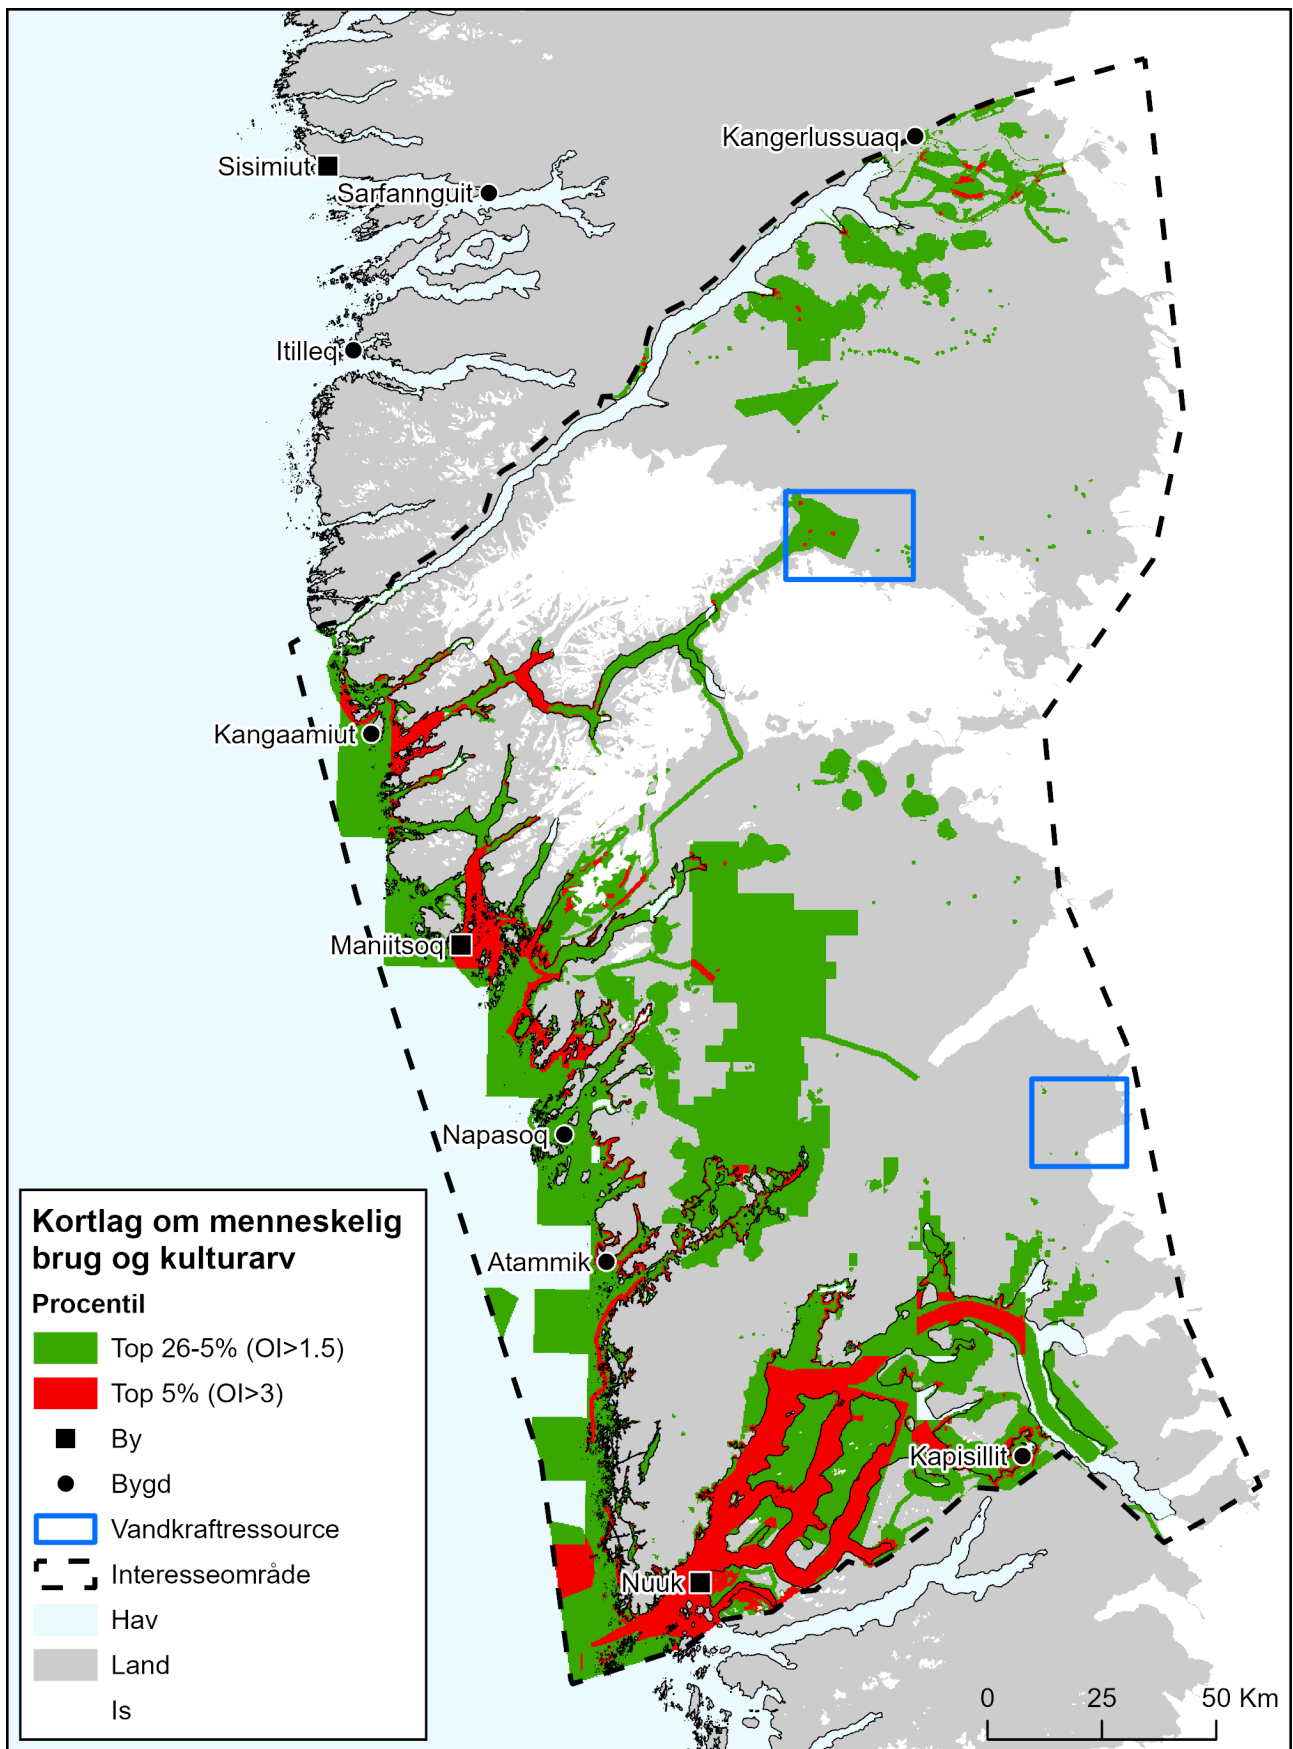 Kangerlussuaq
Sisimiut
Sarfannguit
Itilleq
Kangaamiut
Maniitsoq
Napasoq
Atammik
Kapisillit
Nuuk
Kortlag om menneskelig
brug og kulturarv
Procentil
Top 26-5% (OI>1.5)
Top 5% (OI>3)
By
Bygd
Vandkraftressource
Interesseområde
Hav
Land
Is
0 25 50 Km